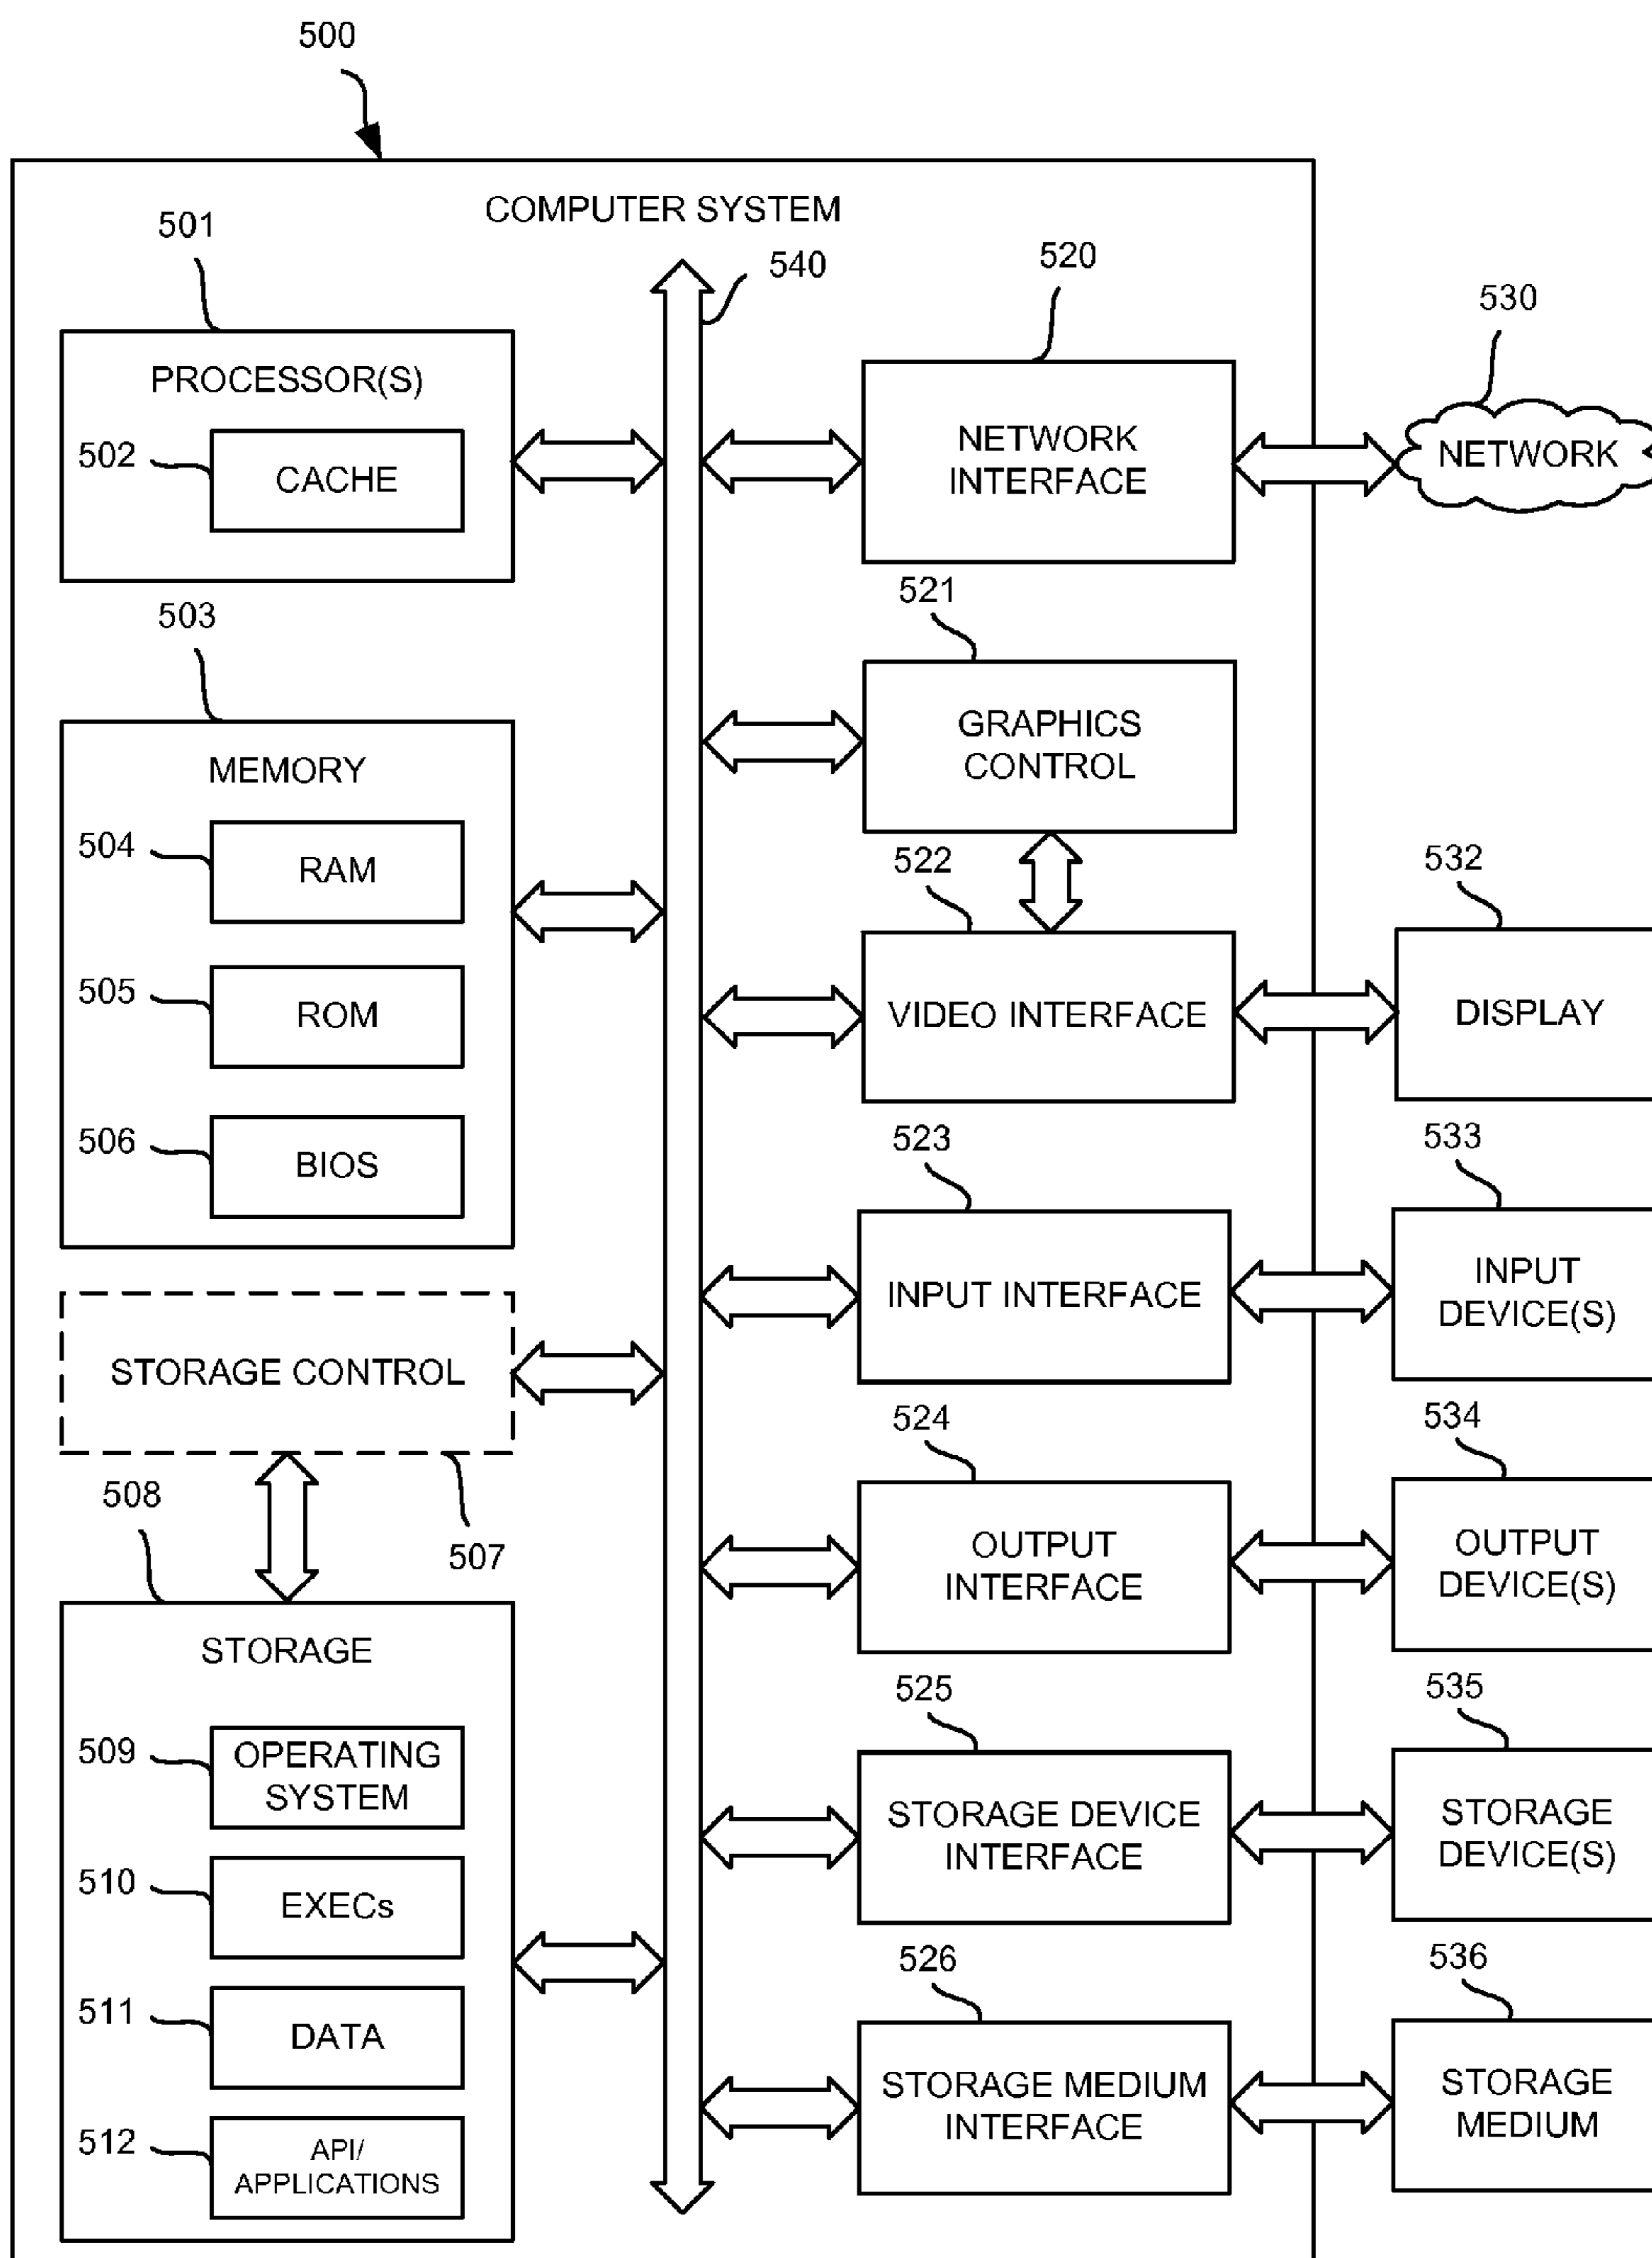 500
COMPUTER SYSTEM
501
540
520
530
PROCESSOR(S)
502
CACHE
NETWORK
INTERFACE
NETWORK
503
521
MEMORY
GRAPHICS
CONTROL
504
RAM
522
532
505
ROM
VIDEO INTERFACE
DISPLAY
506
BIOS
523
533
STORAGE CONTROL
INPUT INTERFACE
INPUT
DEVICE(S)
507
508
524
534
OUTPUT
INTERFACE
OUTPUT
DEVICE(S)
STORAGE
525
535
509
OPERATING
SYSTEM
STORAGE DEVICE
INTERFACE
STORAGE
DEVICE(S)
510
EXECs
526
536
511
DATA
STORAGE MEDIUM
INTERFACE
STORAGE
MEDIUM
512
API/
APPLICATIONS